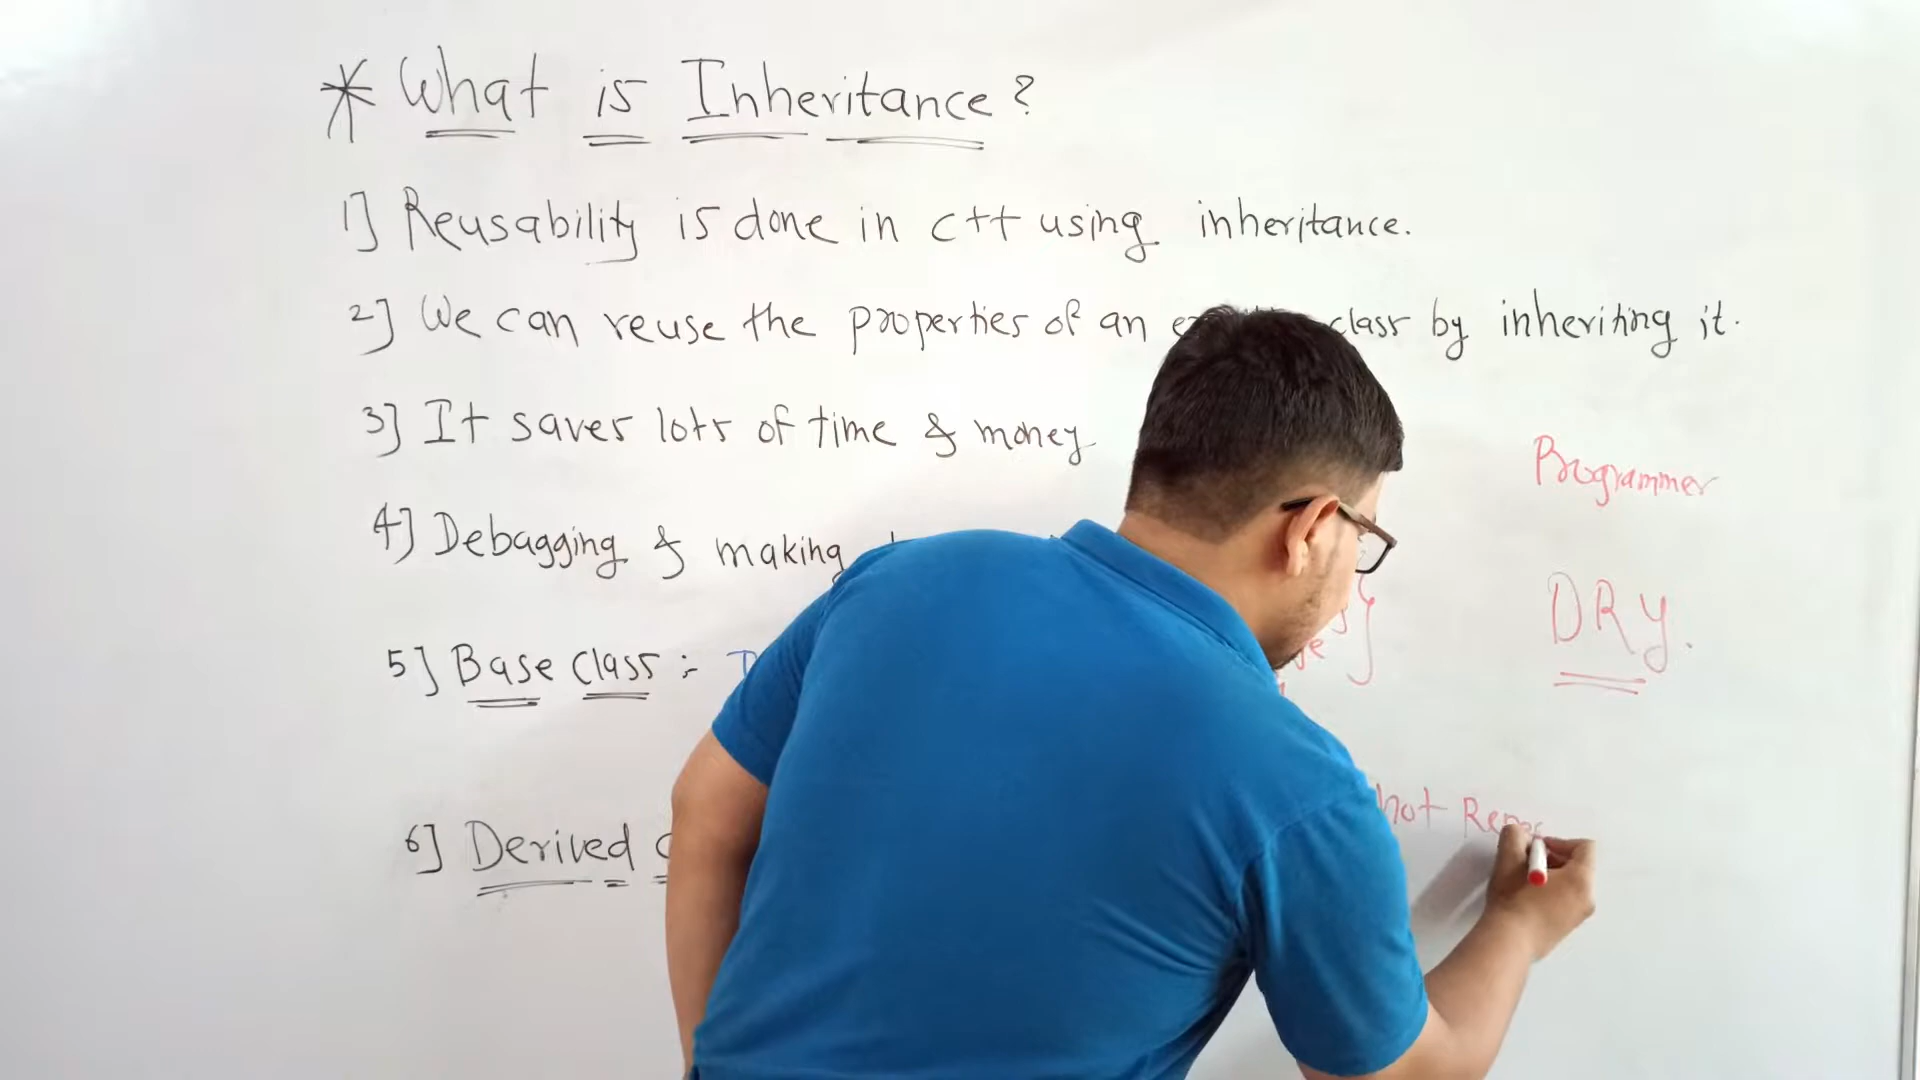 * What is Inheritance?
1] Reusability is done in c++ using inheritance.
2] We can reuse the properties of an class by inheriting it.
3] It saves lots of time & money
Programmer
4] Debagging & making
DRY.
5] Base Class :-
not
6] Derived